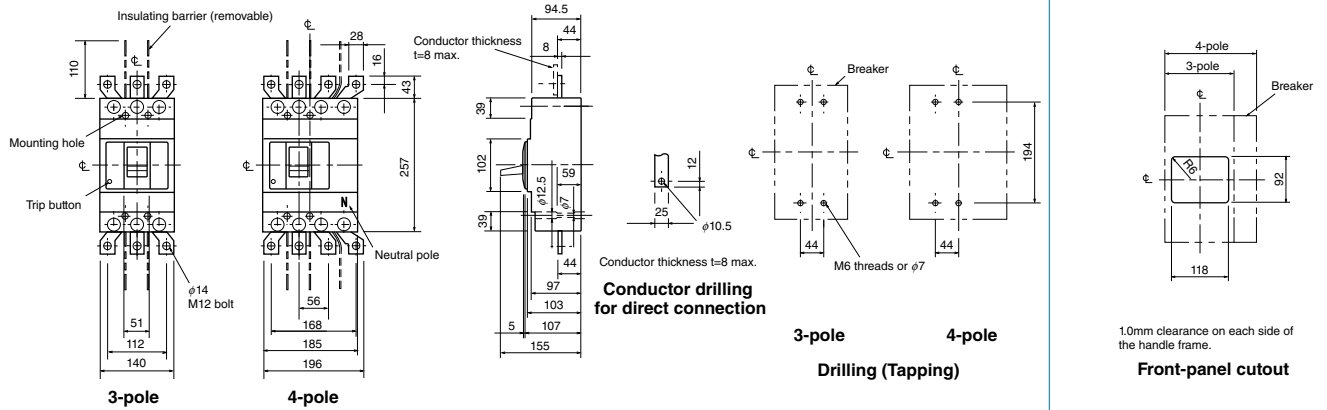 Insulating barrier (removable)
℄
110
Mounting hole
℄
Trip button
φ14
M12 bolt
51
112
140
3-pole
℄
℄
28
16
43
257
N
Neutral pole
56
168
185
196
4-pole
94.5
44
8
Conductor thickness
t=8 max.
39
102
39
φ12.5
φ7
59
44
97
103
5
107
155
12
25
φ10.5
Conductor thickness t=8 max.
Conductor drilling
for direct connection
℄
Breaker
℄
44
M6 threads or φ7
3-pole
℄
℄
194
44
4-pole
Drilling (Tapping)
4-pole
3-pole
℄
Breaker
R6
℄
92
118
1.0mm clearance on each side of
the handle frame.
Front-panel cutout